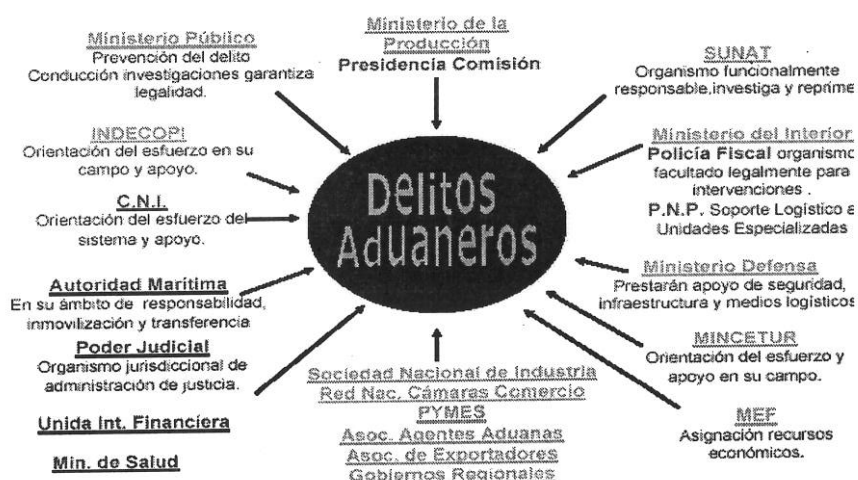 Ministerio Público
Prevención del delito
Conducción investigaciones garantiza
legalidad.
Ministerio de la
Producción
Presidencia Comisión
SUNAT
Organismo funcionalmente
responsable,investiga y reprime
INDECOPI
Orientación del esfuerzo en su
campo y apoyo.
C.N.I.
Orientación del esfuerzo del
sistema y apoyo.
Autoridad Marítima
En su ámbito de responsabilidad,
inmovilización y transferencia
Poder Judicial
Organismo jurisdiccional de
administración de justicia.
Unida Int. Financiera
Min. de Salud
Delitos
Aduaneros
Ministerio del Interior
Policía Fiscal organismo
facultado legalmente para
intervenciones .
P.N.P. Soporte Logístico a
Unidades Especializadas
Ministerio Defensa
Prestarán apoyo de seguridad,
infraestructura y medios logísticos
MINCETUR
Orientación del esfuerzo y
apoyo en su campo.
MEF
Asignación recursos
económicos.
Sociedad Nacional de Industria
Red Nac. Cámaras Comercio
PYMES
Asoc. Agentes Aduanas
Asoc. de Exportadores
Gobiernos Regionales